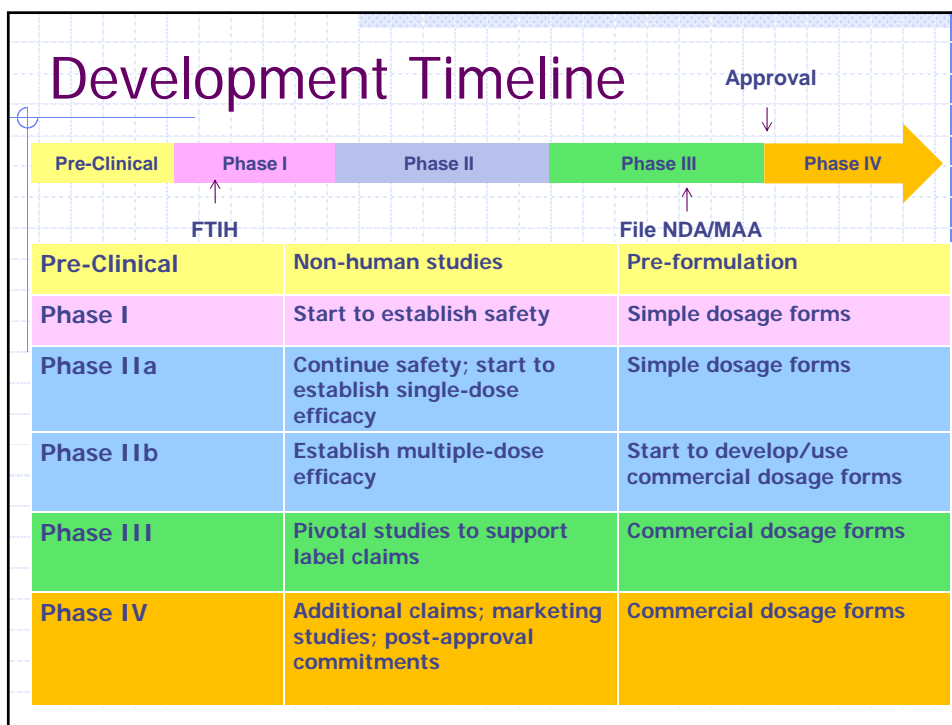 Development Timeline
Approval
Pre-Clinical
Phase I
Phase II
Phase III
Phase IV
FTIH
File NDA/MAA
Pre-Clinical
Non-human studies
Pre-formulation
Phase I
Start to establish safety
Simple dosage forms
Phase IIa
Continue safety; start to
establish single-dose
efficacy
Simple dosage forms
Phase IIb
Establish multiple-dose
efficacy
Start to develop/use
commercial dosage forms
Phase III
Pivotal studies to support
label claims
Commercial dosage forms
Phase IV
Additional claims; marketing
studies; post-approval
commitments
Commercial dosage forms